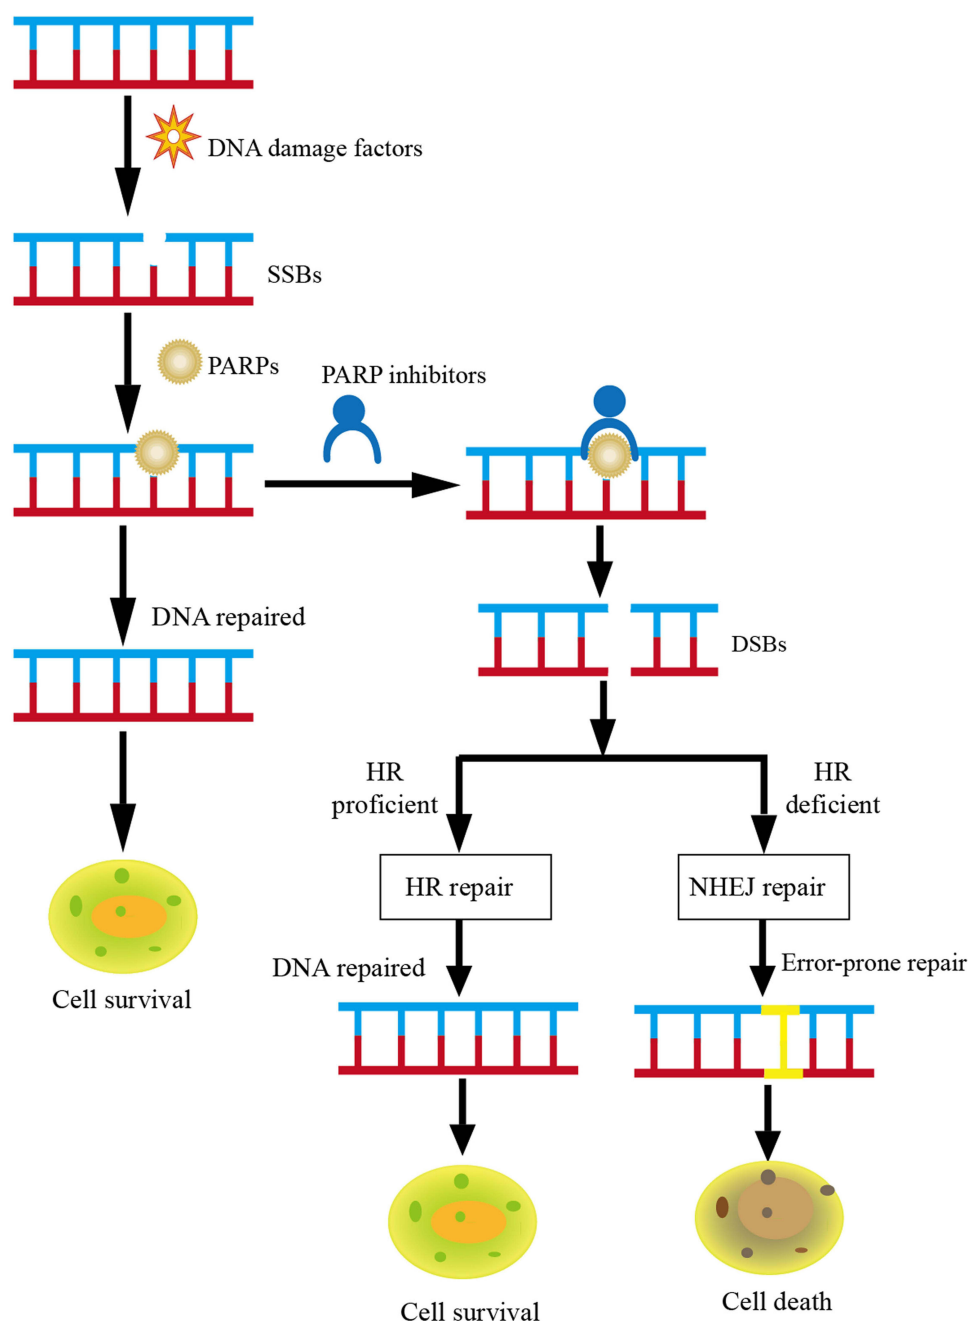 DNA damage factors
SSBs
PARPs
PARP inhibitors
DNA repaired
DSBs
HR
proficient
HR
deficient
HR repair
NHEJ repair
DNA repaired
Error-prone repair
Cell survival
Cell survival
Cell death